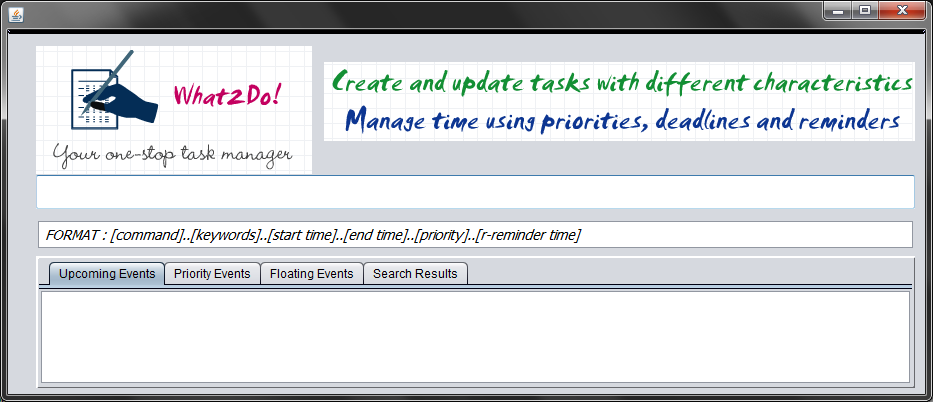 What2Do!
Your one-stop task manager
Create and update tasks with different characteristics
Manage time using priorities, deadlines and reminders
FORMAT : [command]..[keywords]..[start time]..[end time]..[priority]..[r-reminder time]
Upcoming Events
Priority Events
Floating Events
Search Results